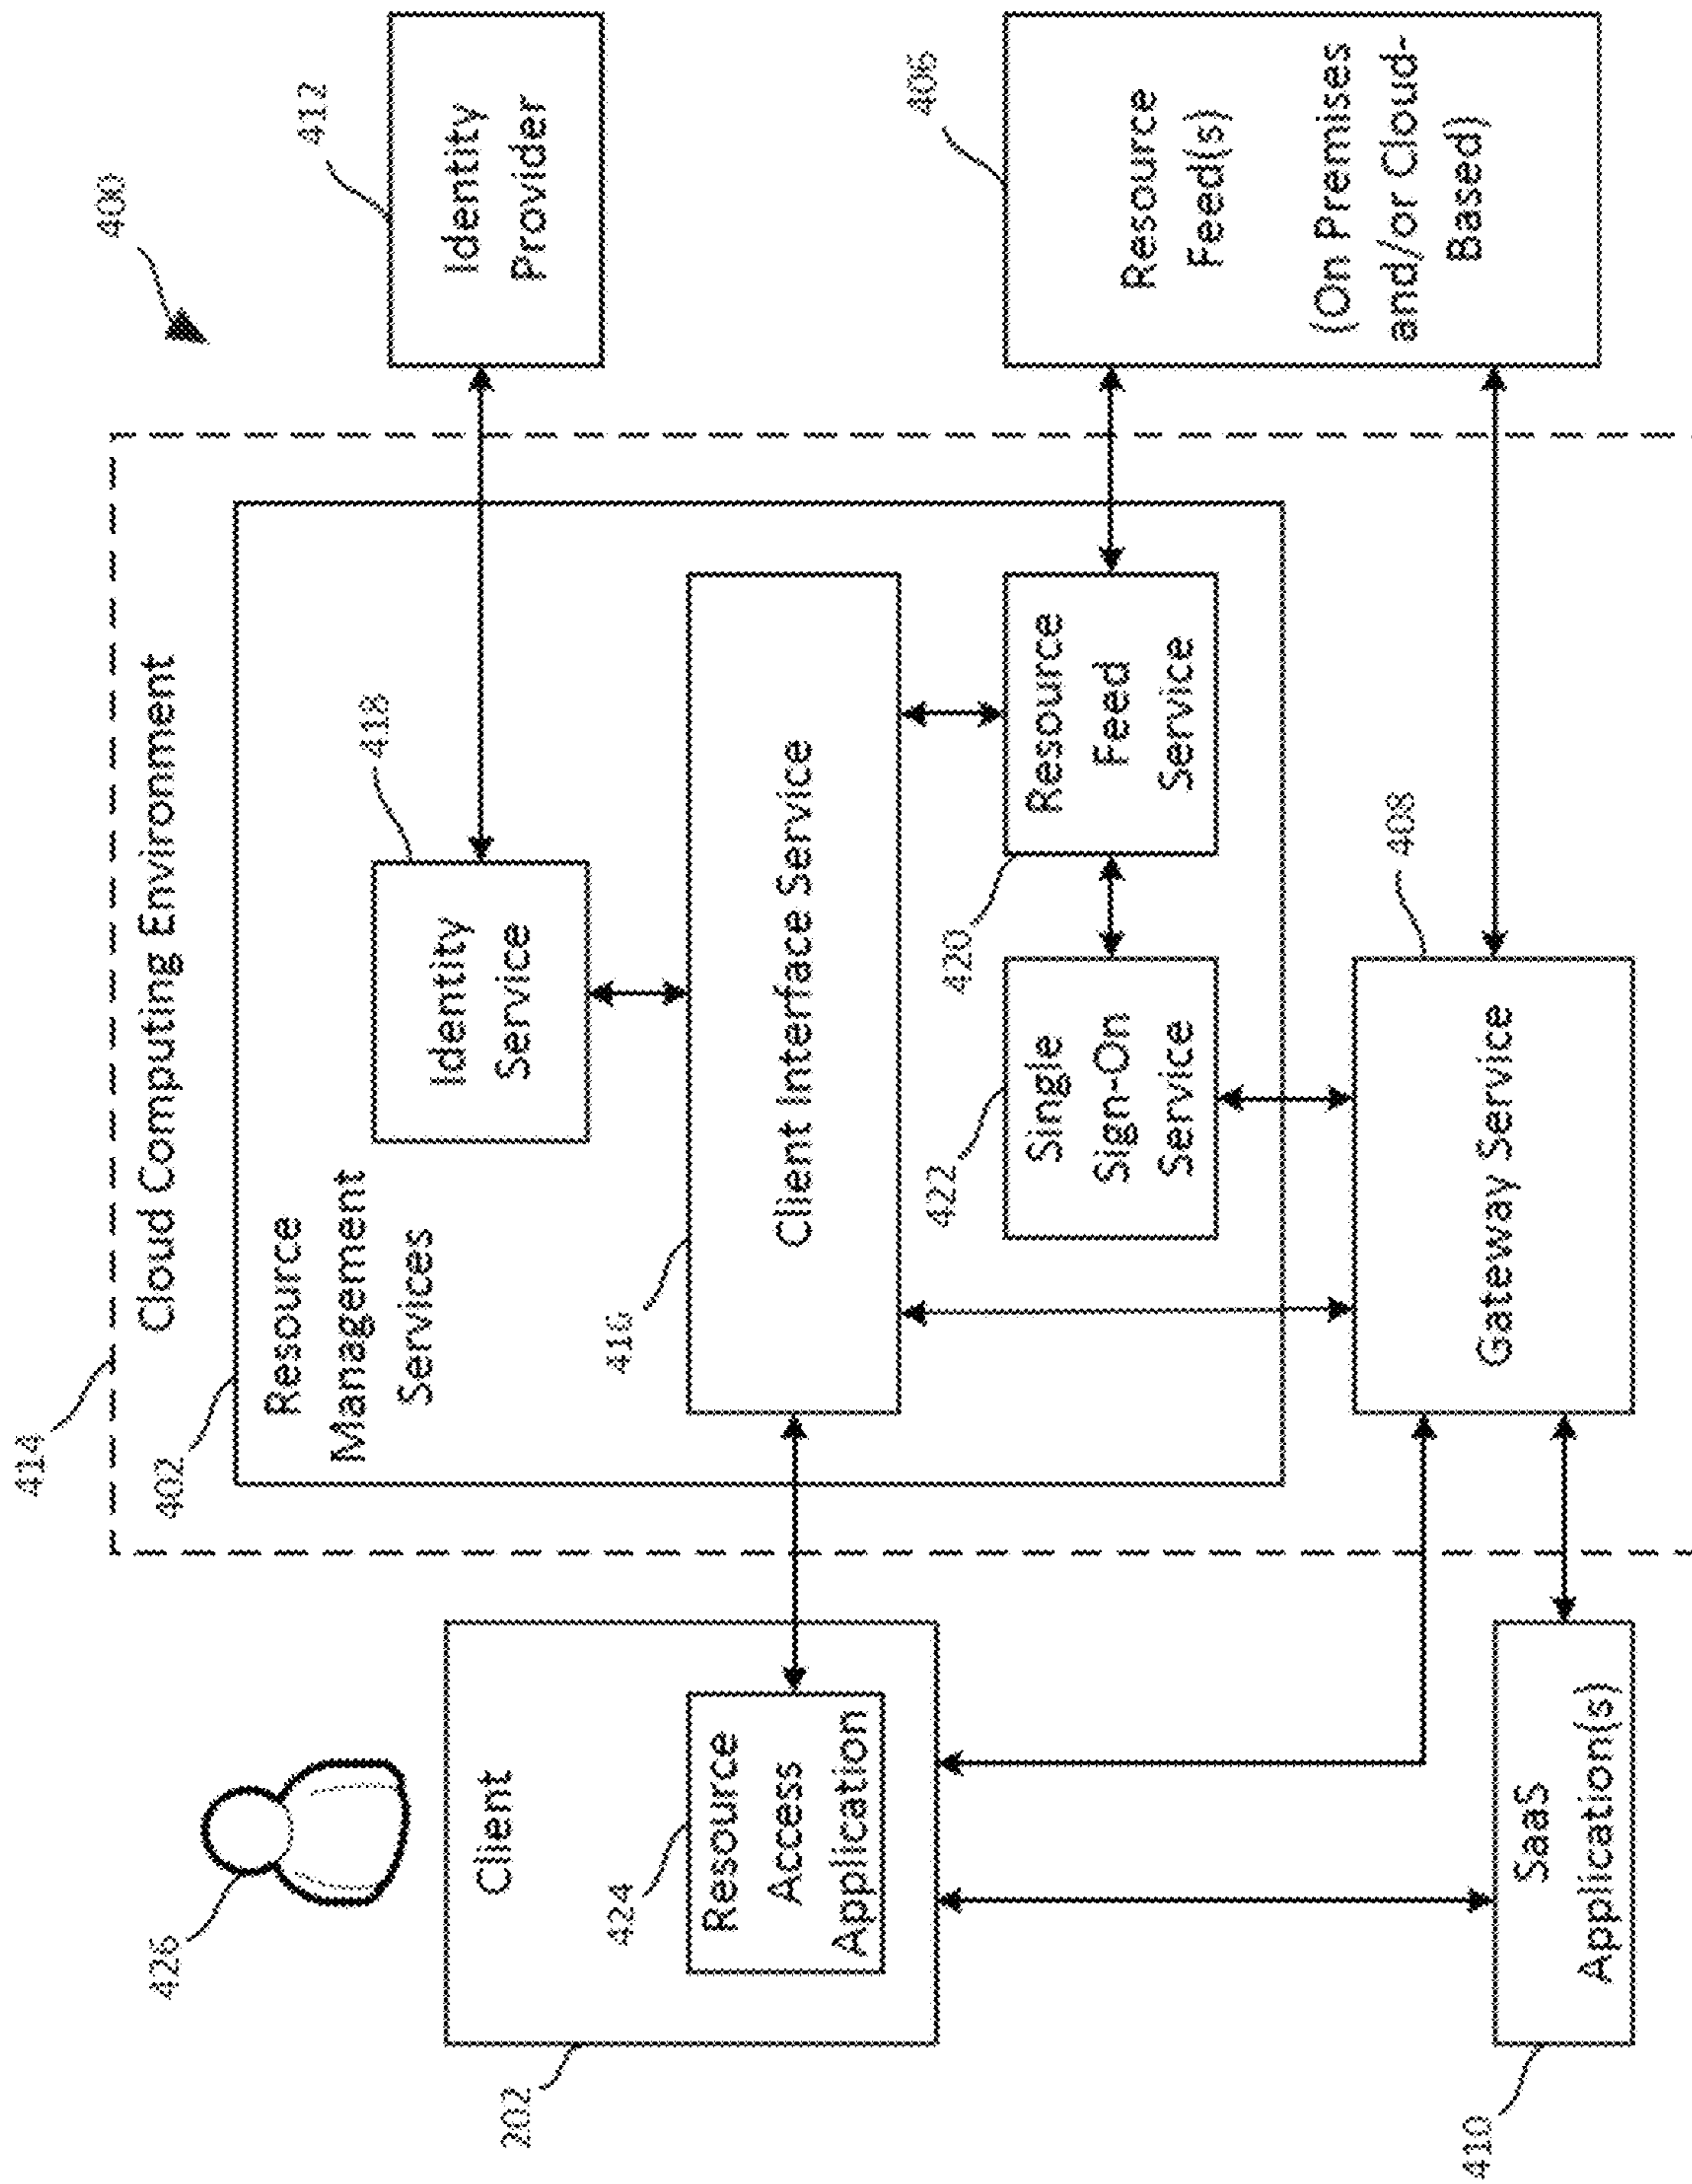 400
414
Cloud Computing Environment
402
Resource
Management
Services
426
412
Identity
Provider
418
Identity
Service
202
Client
424
Resource
Access
Application
416
Client Interface Service
422
Single
Sign-On
Service
420
Resource
Feed
Service
406
Resource
Feed(s)
(On Premises
and/or Cloud-
Based)
408
Gateway Service
410
SaaS
Application(s)